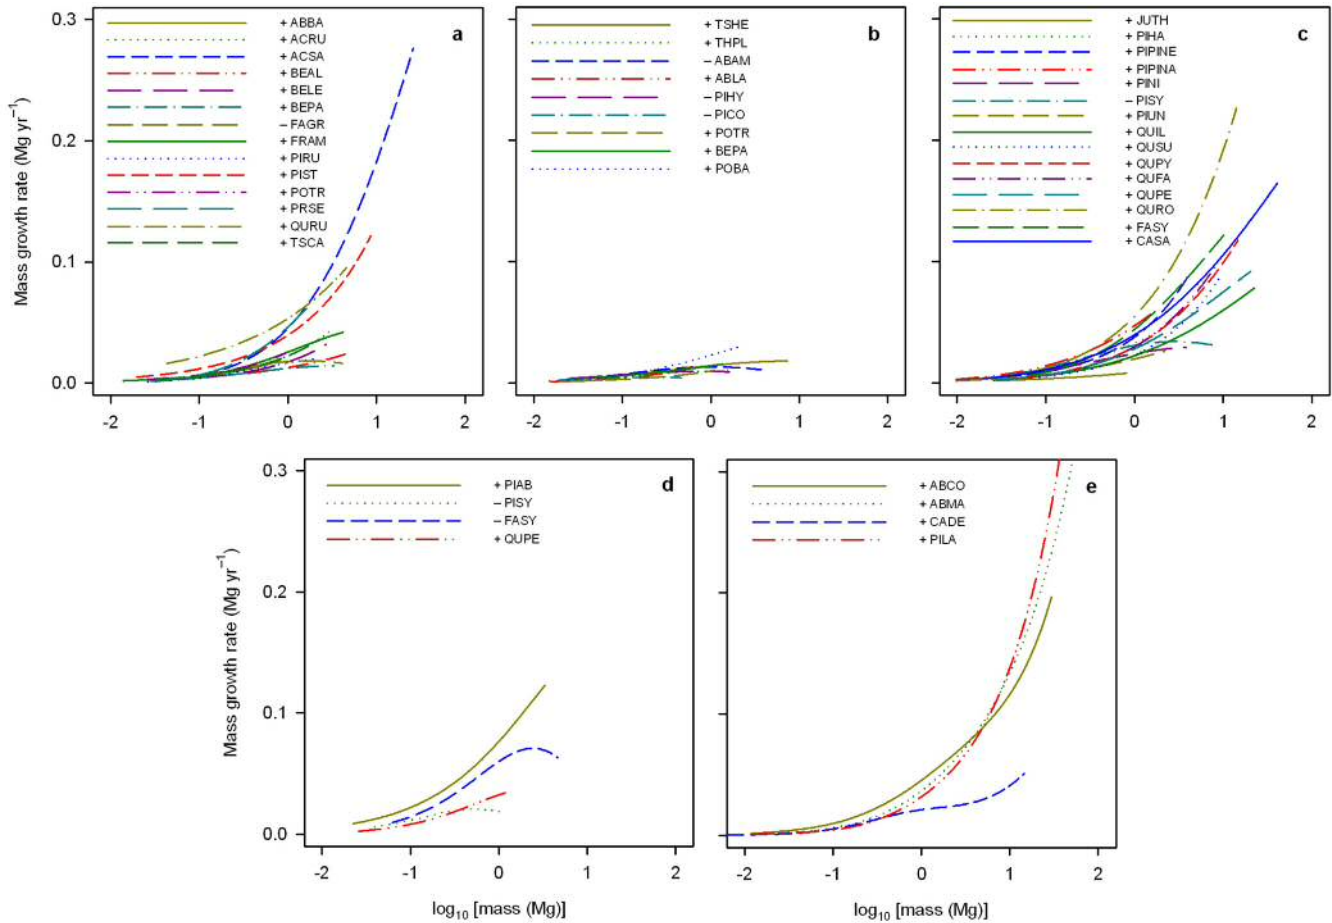 0.3
0.2
0.1
0.0
Mass growth rate (Mg yr⁻¹)
a
+ ABBA
+ ACRU
+ ACSA
+ BEAL
+ BELE
+ BEPA
– FAGR
+ FRAM
+ PIRU
+ PIST
+ POTR
+ PRSE
+ QURU
+ TSCA
-2 -1 0 1 2
b
+ TSHE
+ THPL
– ABAM
+ ABLA
– PIHY
– PICO
+ POTR
+ BEPA
+ POBA
-2 -1 0 1 2
c
+ JUTH
+ PIHA
+ PIPINE
+ PIPINA
+ PINI
– PISY
+ PIUN
+ QUIL
+ QUSU
+ QUPY
+ QUFA
+ QUPE
+ QURO
+ FASY
+ CASA
-2 -1 0 1 2
0.3
0.2
0.1
0.0
Mass growth rate (Mg yr⁻¹)
d
+ PIAB
– PISY
– FASY
+ QUPE
-2 -1 0 1 2
log₁₀ [mass (Mg)]
e
+ ABCO
+ ABMA
+ CADE
+ PILA
-2 -1 0 1 2
log₁₀ [mass (Mg)]